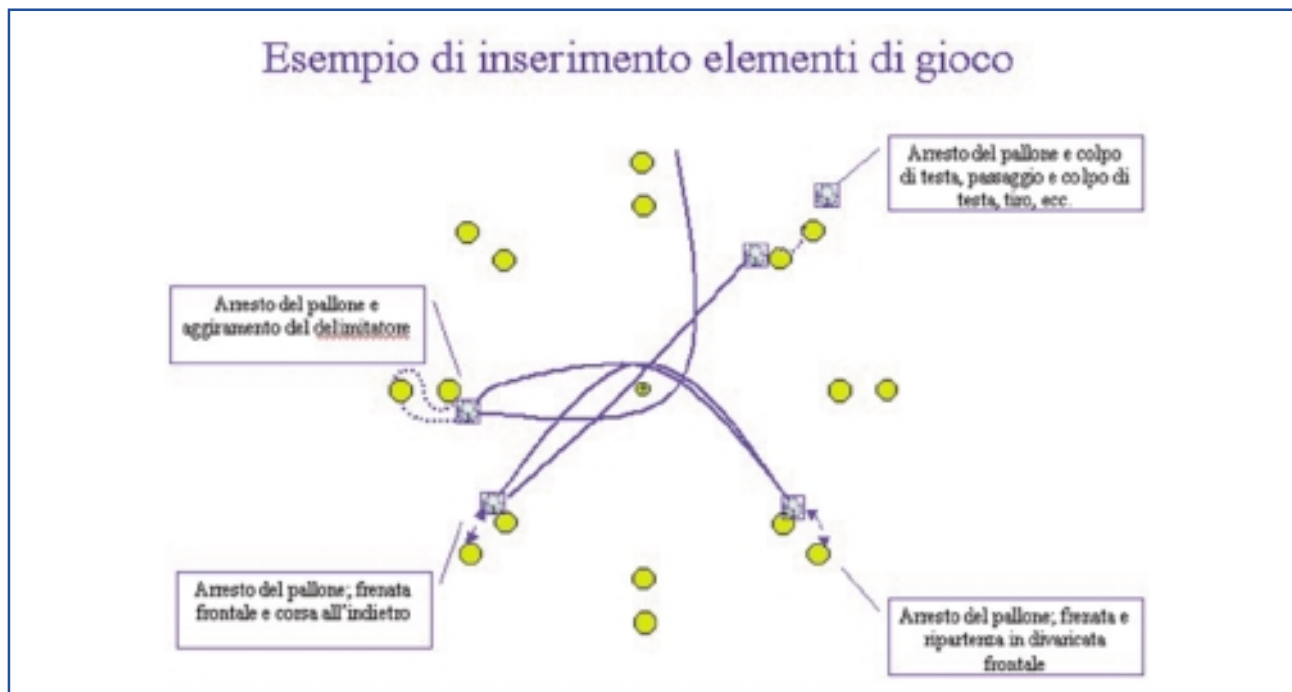 Esempio di inserimento elementi di gioco
Arresto del pallone e colpo
di testa, passaggio e colpo di
testa, tiro, ecc.
Arresto del pallone e
aggiramento del delimitatore
Arresto del pallone; frenata
frontale e corsa all'indietro
Arresto del pallone; frenata e
ripartenza in divaricata
frontale